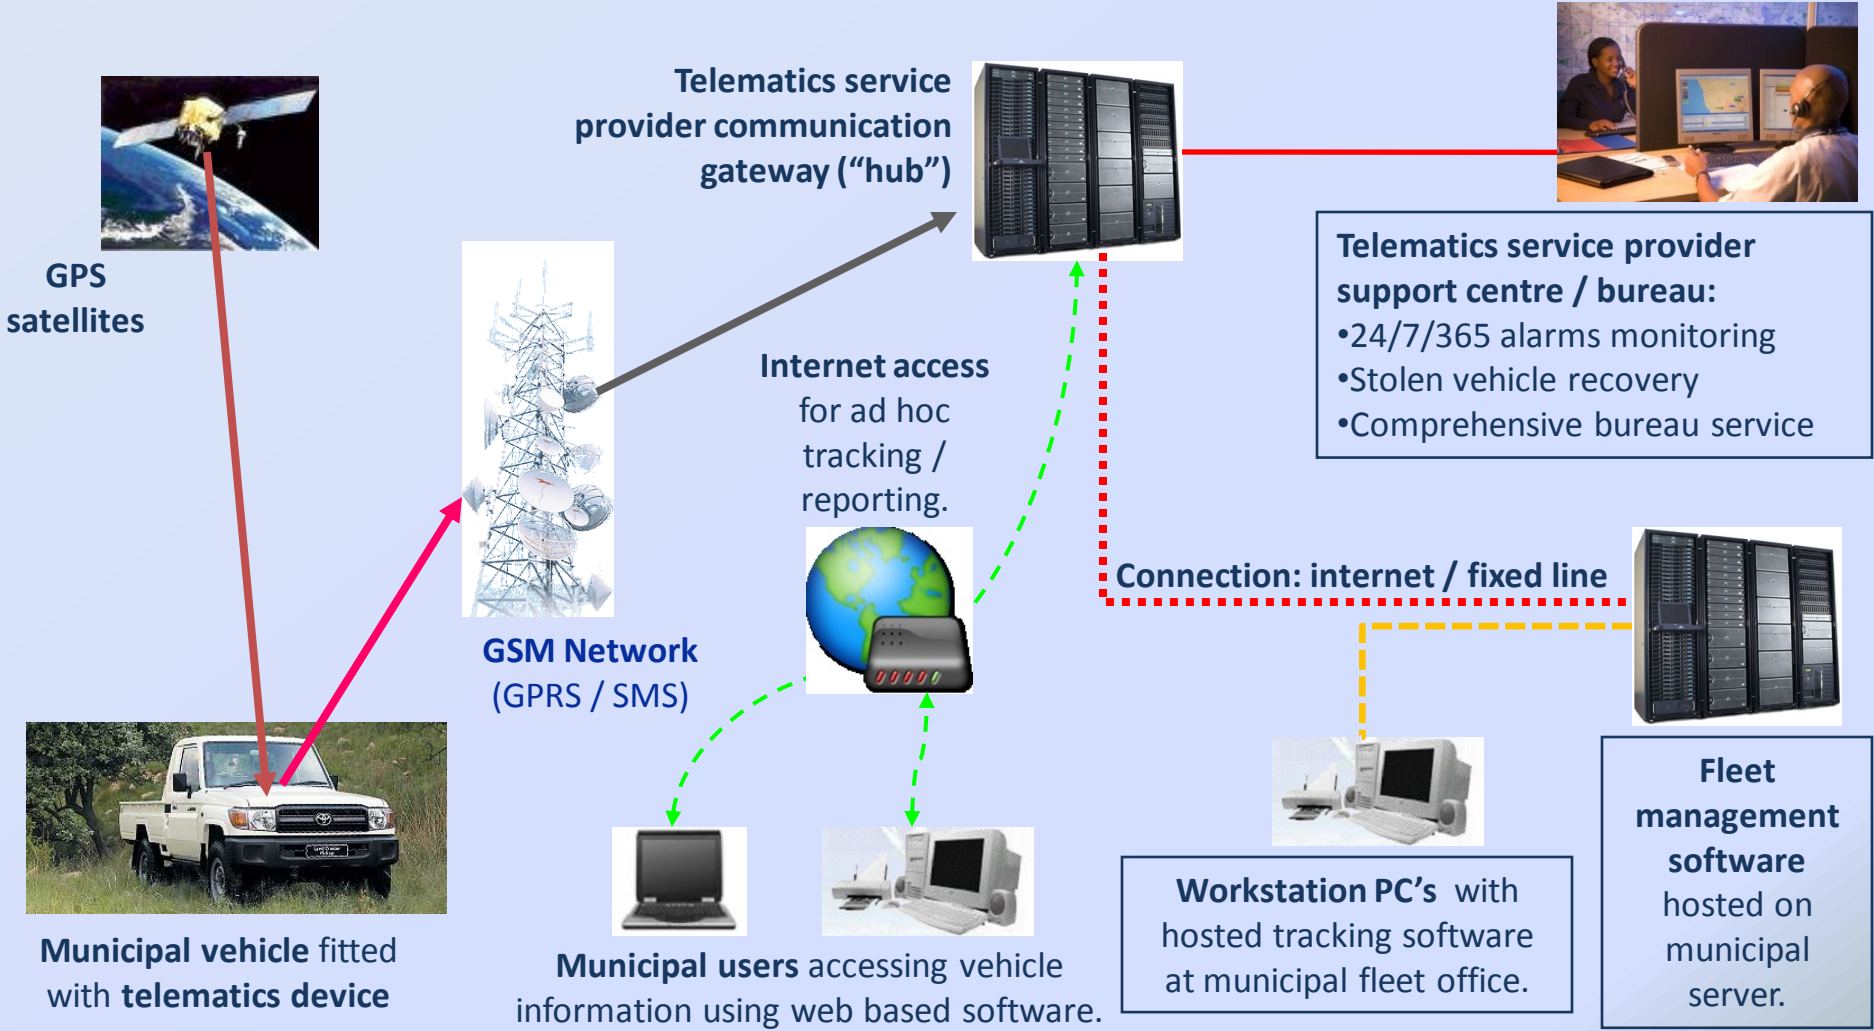 Telematics service
provider communication
gateway (“hub”)
GPS
satellites
Telematics service provider
support centre / bureau:
•24/7/365 alarms monitoring
•Stolen vehicle recovery
•Comprehensive bureau service
Internet access
for ad hoc
tracking /
reporting.
Connection: internet / fixed line
GSM Network
(GPRS / SMS)
Municipal vehicle fitted
with telematics device
Municipal users accessing vehicle
information using web based software.
Workstation PC’s with
hosted tracking software
at municipal fleet office.
Fleet
management
software
hosted on
municipal
server.